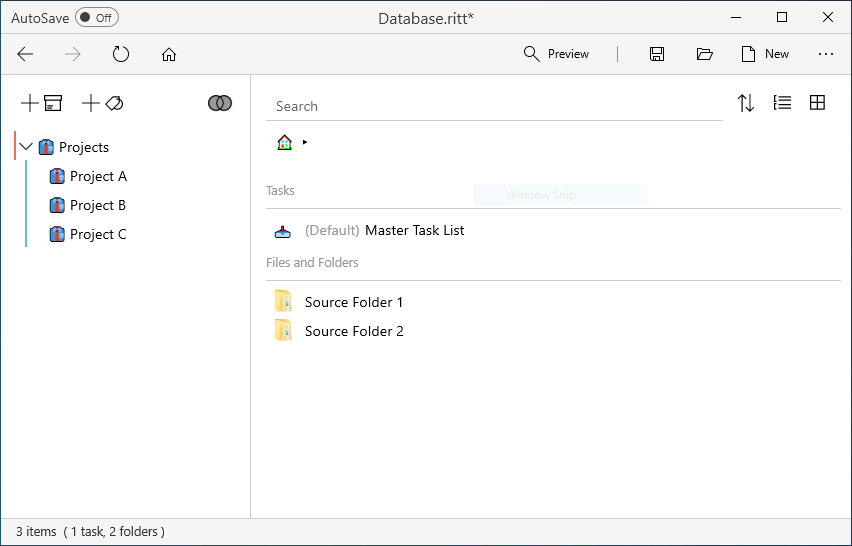 AutoSave Off Database.ritt*
Preview New
Search
Projects
Project A
Project B
Project C
Tasks
Window Snip
(Default) Master Task List
Files and Folders
Source Folder 1
Source Folder 2
3 items ( 1 task, 2 folders )